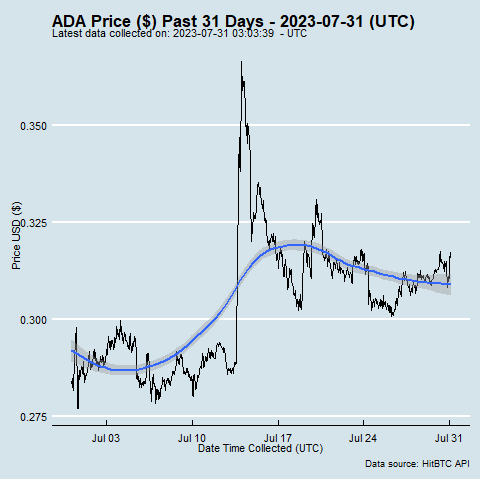 ADA Price ($) Past 31 Days - 2023-07-31 (UTC)
Latest data collected on: 2023-07-31 03:03:39 - UTC
0.350
0.325
0.300
0.275
Price USD ($)
Jul 03 Jul 10 Jul 17 Jul 24 Jul 31
Date Time Collected (UTC)
Data source: HitBTC API